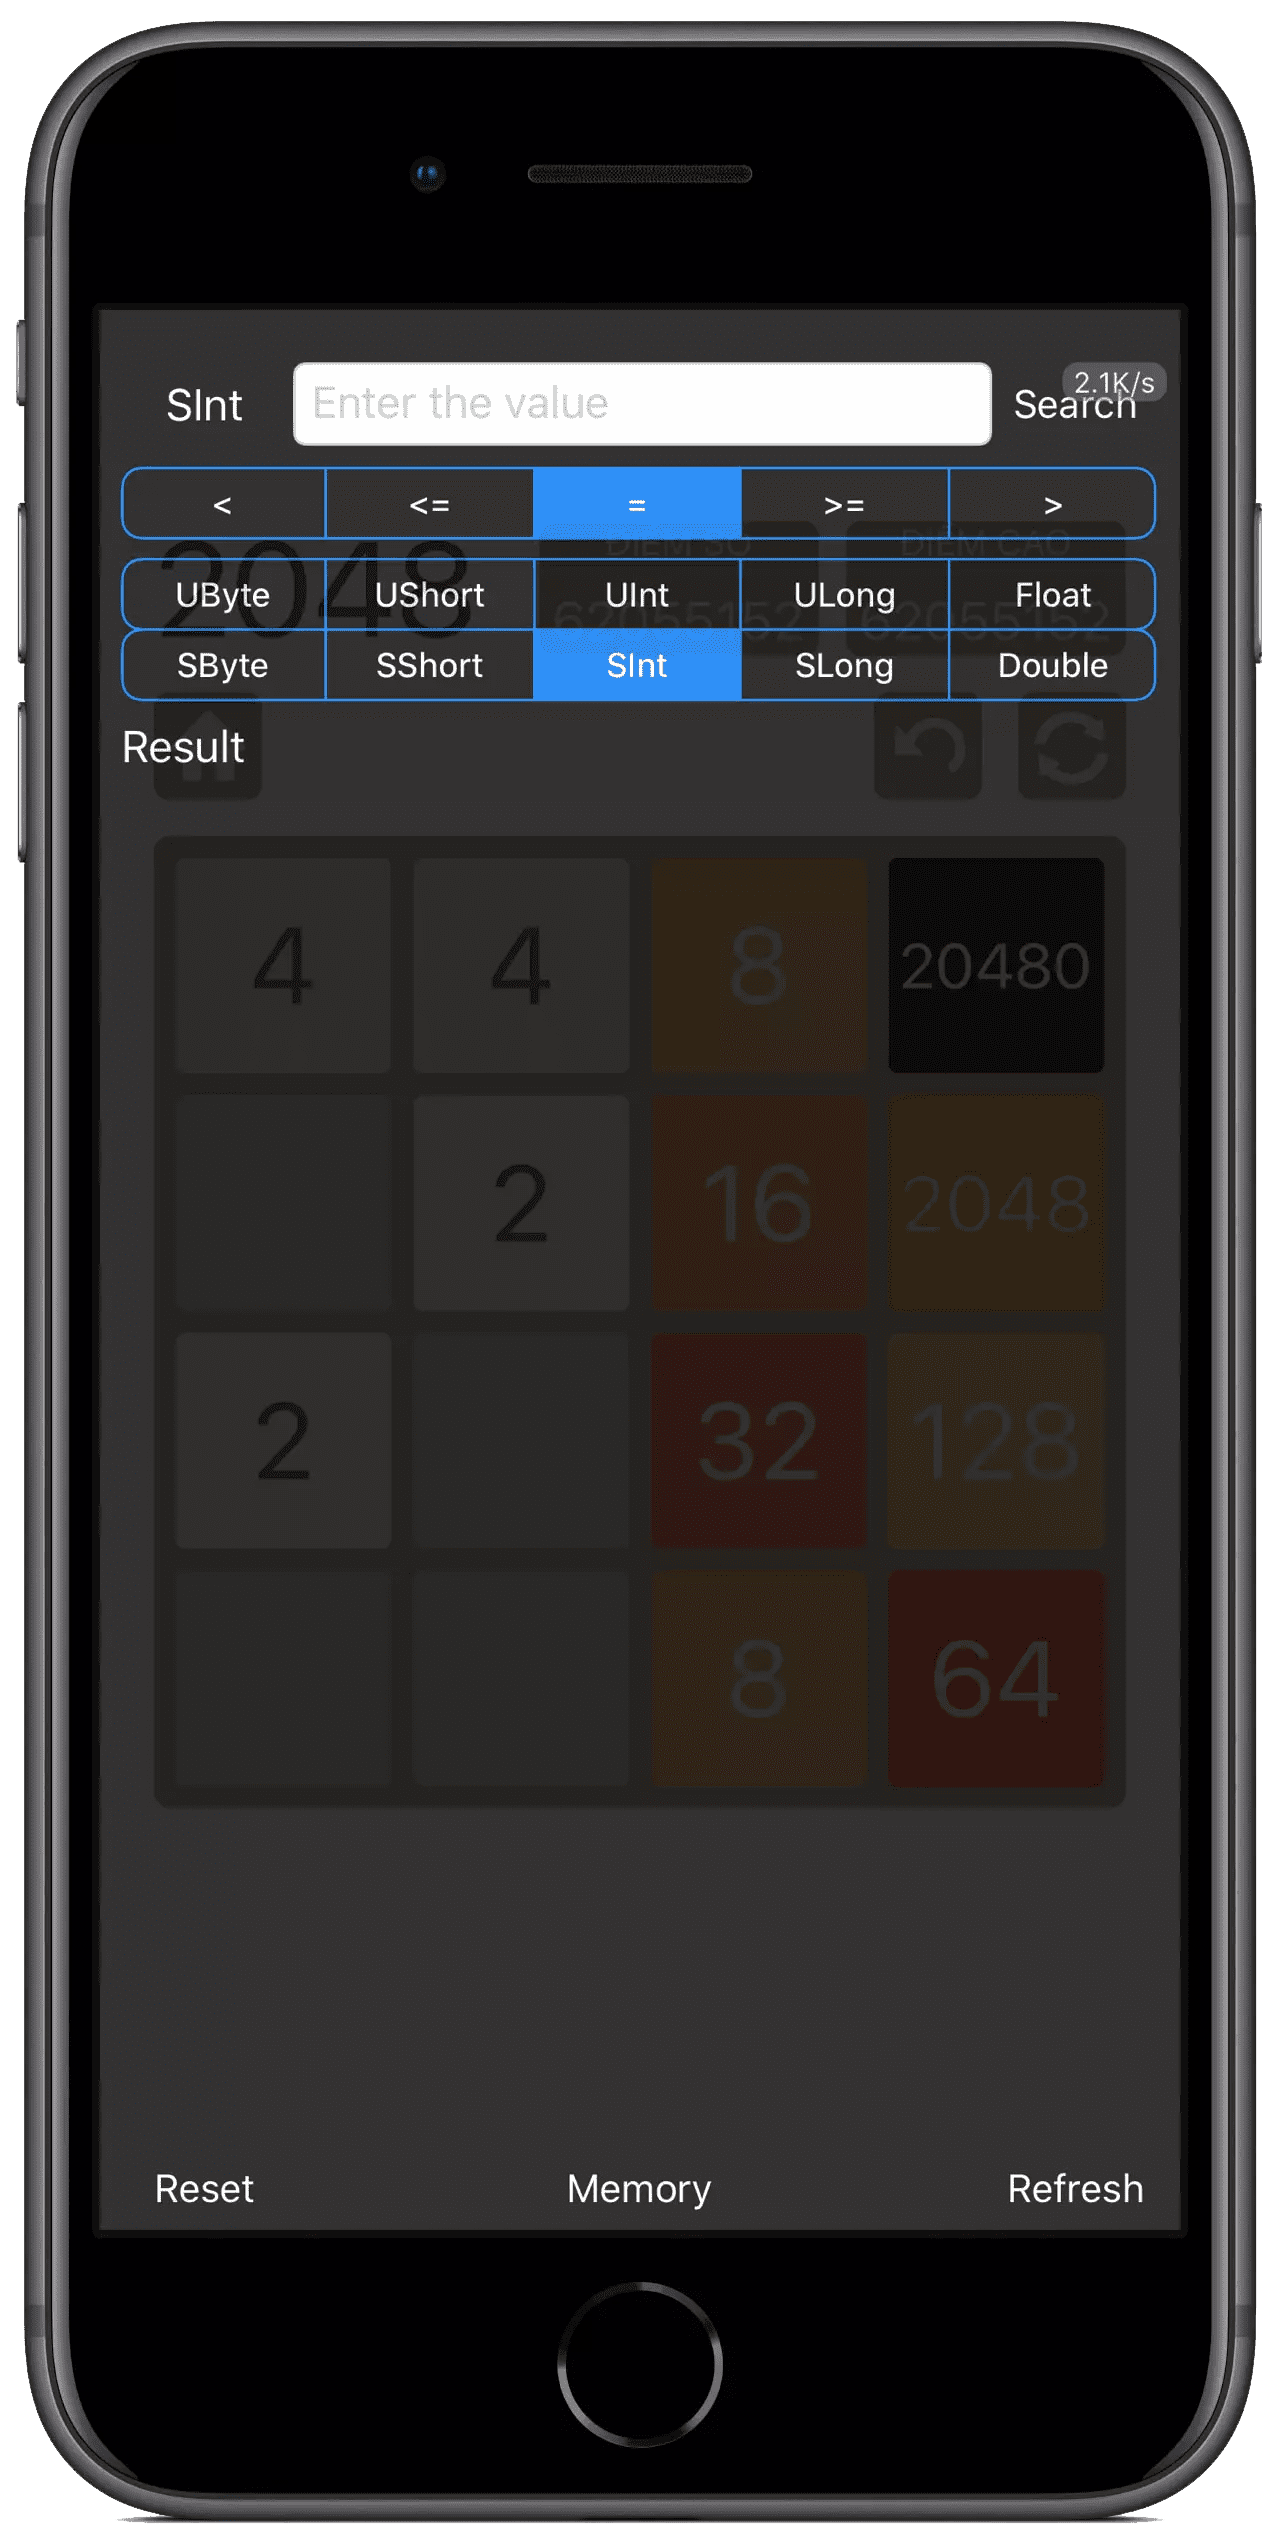 2.1K/s
SInt Enter the value Search
< <= = >= >
ĐIỂM SỐ ĐIỂM CAO
2048 62055152 62055152
UByte UShort UInt ULong Float
SByte SShort SInt SLong Double
Result
4 4 8 20480
2 16 2048
2 32 128
8 64
Reset Memory Refresh